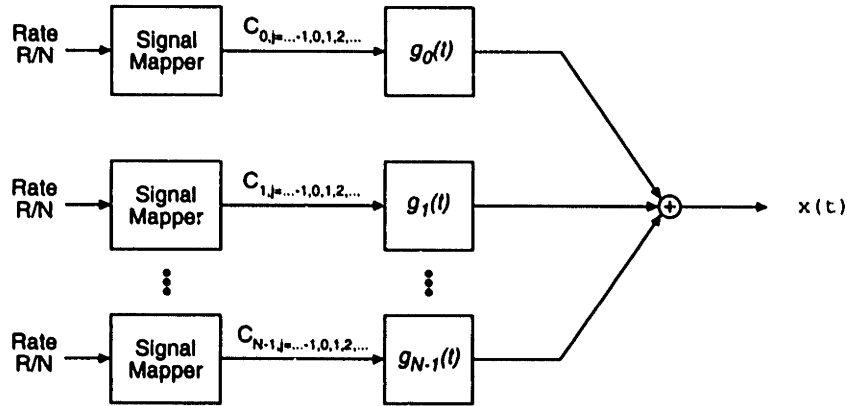 Rate R/N
Signal Mapper
C0,j=...-1,0,1,2,...
g0(t)
Rate R/N
Signal Mapper
C1,j=...-1,0,1,2,...
g1(t)
+
x(t)
Rate R/N
Signal Mapper
CN-1,j=...-1,0,1,2,...
gN-1(t)